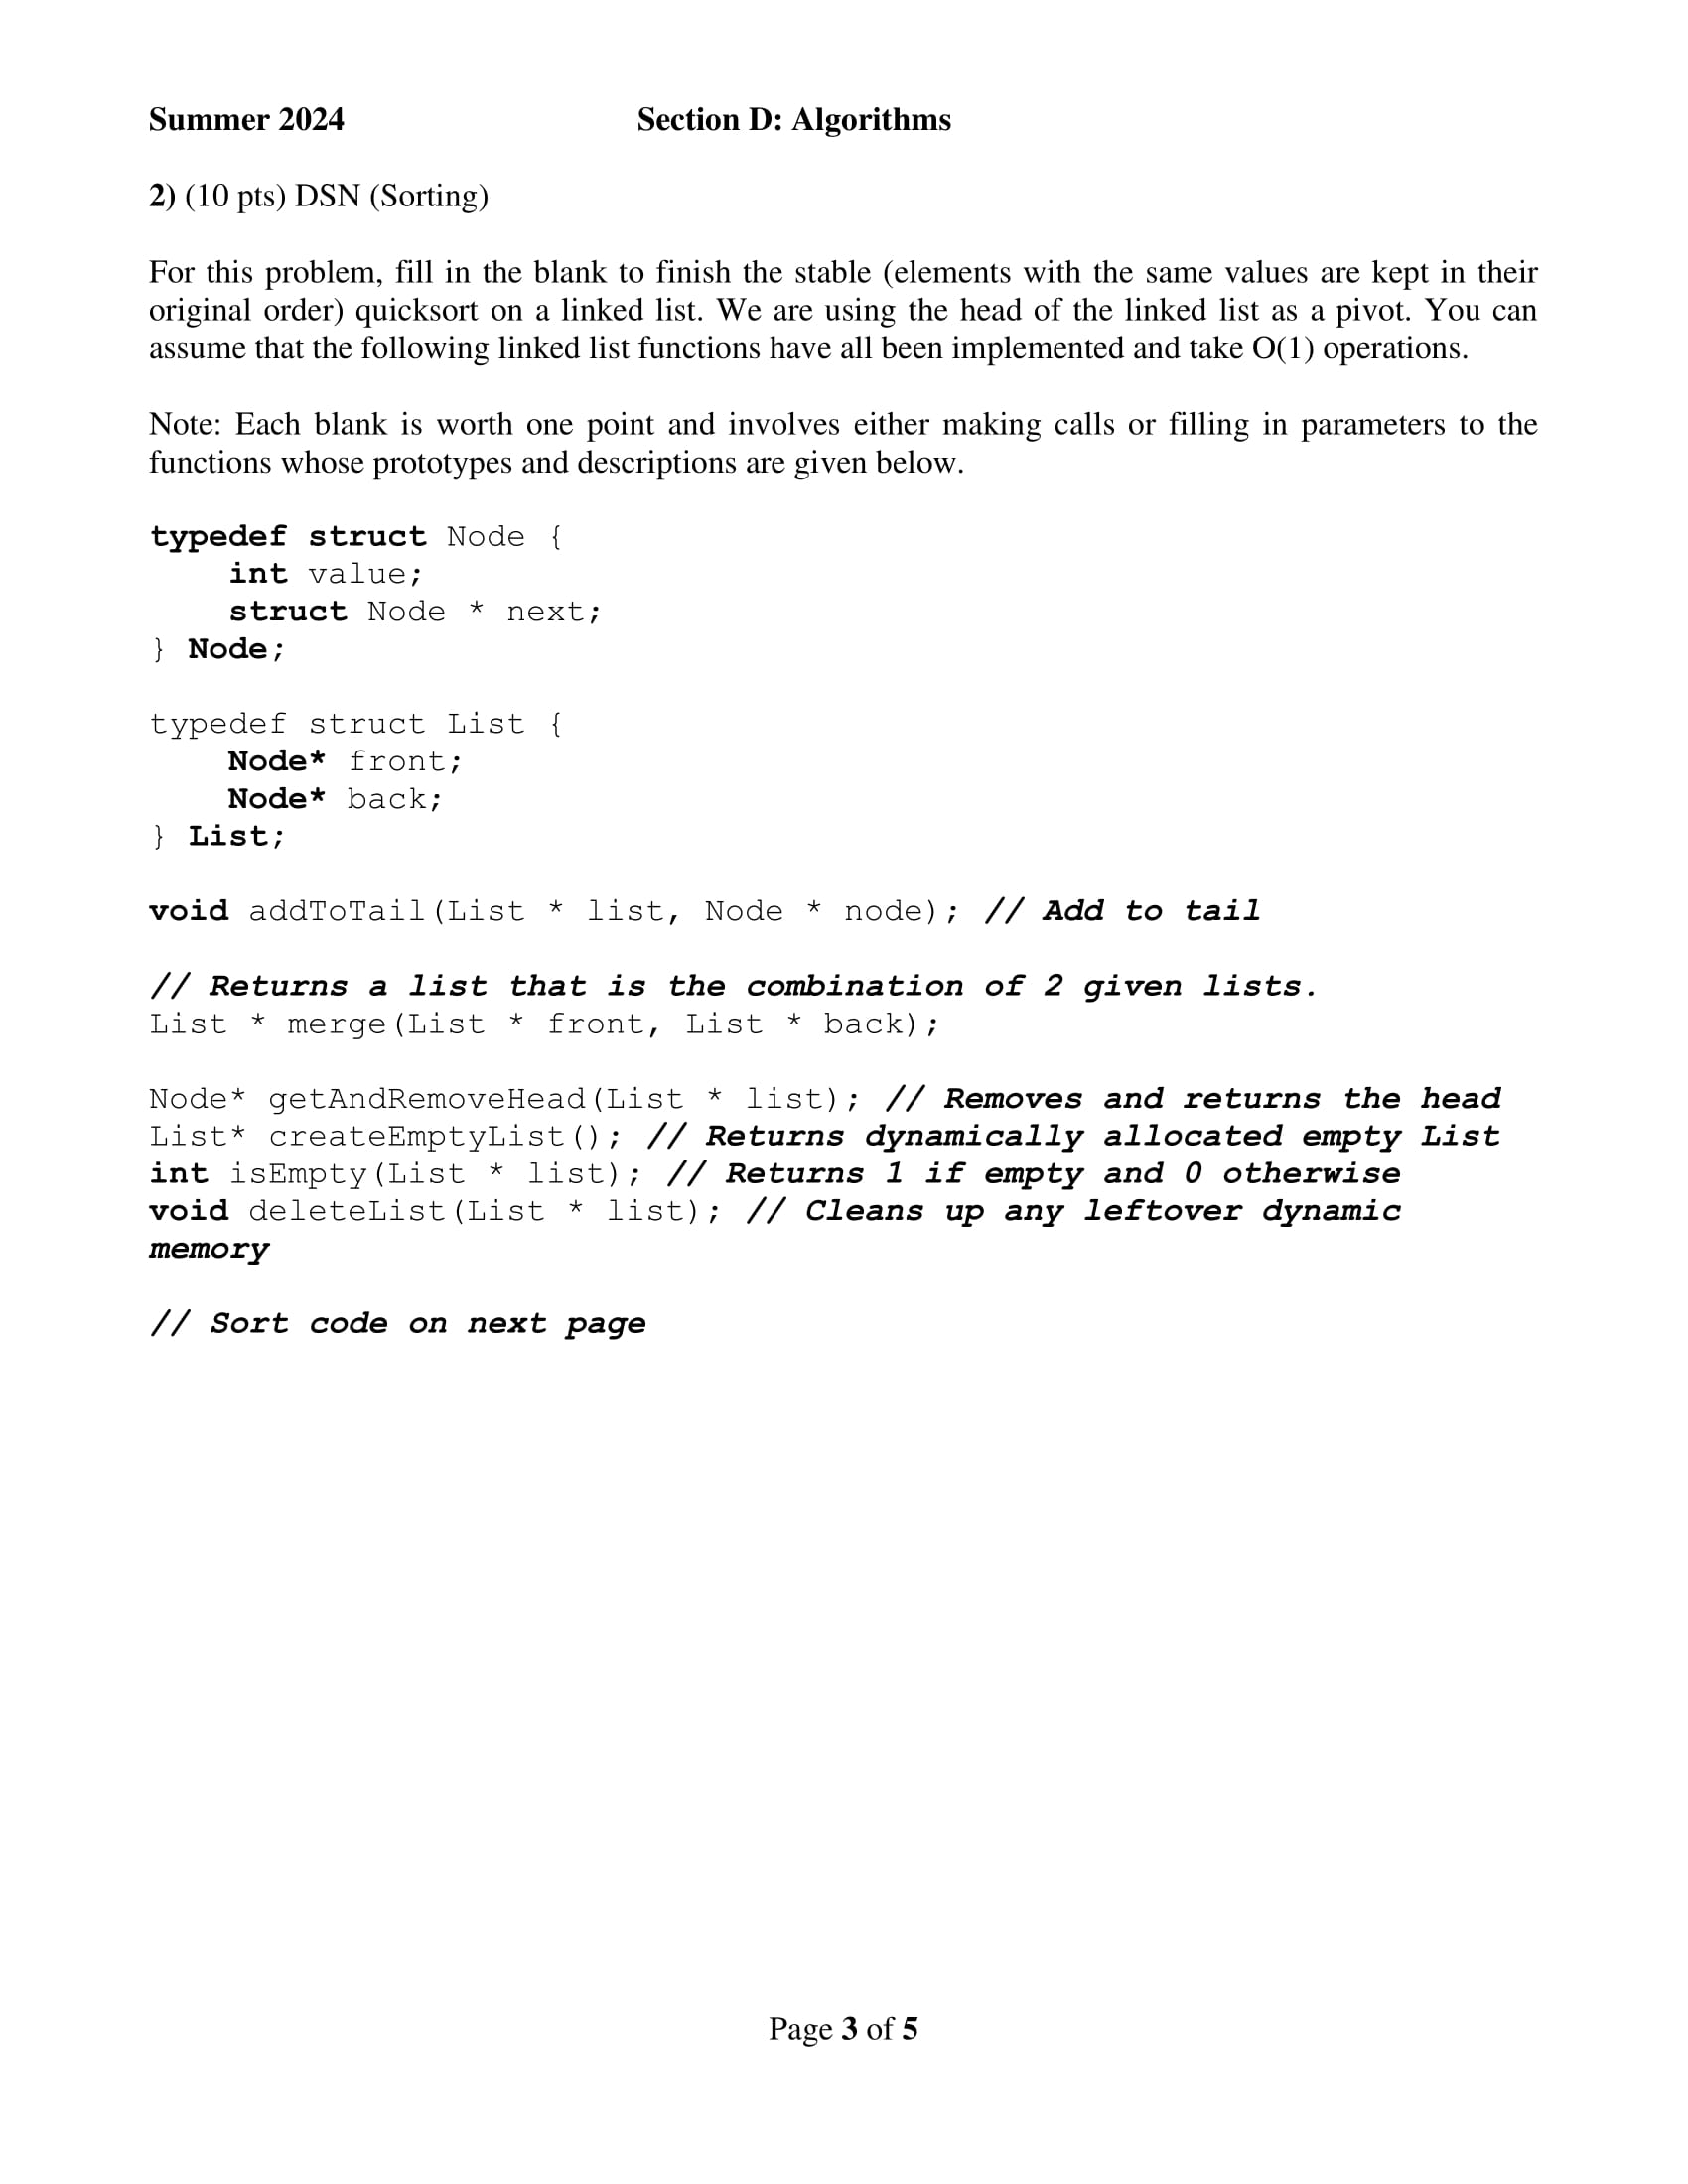 Summer 2024 Section D: Algorithms
2) (10 pts) DSN (Sorting)
For this problem, fill in the blank to finish the stable (elements with the same values are kept in their
original order) quicksort on a linked list. We are using the head of the linked list as a pivot. You can
assume that the following linked list functions have all been implemented and take O(1) operations.
Note: Each blank is worth one point and involves either making calls or filling in parameters to the
functions whose prototypes and descriptions are given below.
typedef struct Node {
    int value;
    struct Node * next;
} Node;
typedef struct List {
    Node* front;
    Node* back;
} List;
void addToTail(List * list, Node * node); // Add to tail
// Returns a list that is the combination of 2 given lists.
List * merge(List * front, List * back);
Node* getAndRemoveHead(List * list); // Removes and returns the head
List* createEmptyList(); // Returns dynamically allocated empty List
int isEmpty(List * list); // Returns 1 if empty and 0 otherwise
void deleteList(List * list); // Cleans up any leftover dynamic
memory
// Sort code on next page
Page 3 of 5